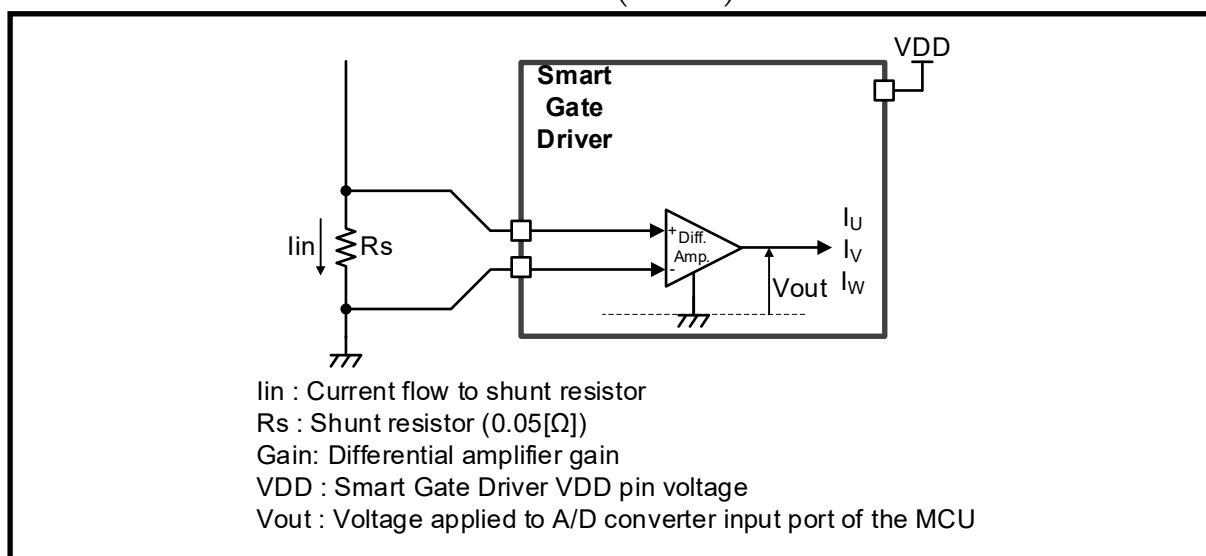 VDD
Smart
Gate
Driver
Iin
Rs
+
Diff.
Amp.
-
Vout
I_U
I_V
I_W
Iin : Current flow to shunt resistor
Rs : Shunt resistor (0.05[Ω])
Gain: Differential amplifier gain
VDD : Smart Gate Driver VDD pin voltage
Vout : Voltage applied to A/D converter input port of the MCU